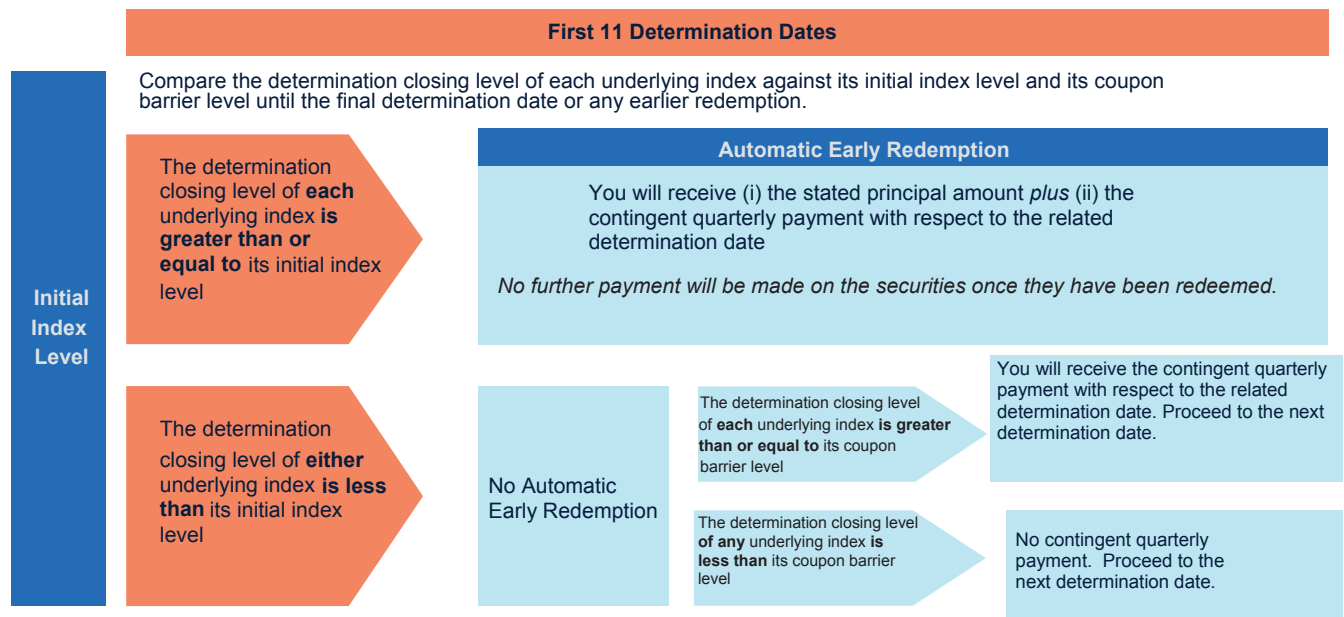 First 11 Determination Dates
Compare the determination closing level of each underlying index against its initial index level and its coupon
barrier level until the final determination date or any earlier redemption.
Initial
Index
Level
The determination
closing level of each
underlying index is
greater than or
equal to its initial index
level
Automatic Early Redemption
You will receive (i) the stated principal amount plus (ii) the
contingent quarterly payment with respect to the related
determination date
No further payment will be made on the securities once they have been redeemed.
The determination
closing level of either
underlying index is less
than its initial index
level
No Automatic
Early Redemption
The determination closing level
of each underlying index is greater
than or equal to its coupon
barrier level
You will receive the contingent quarterly
payment with respect to the related
determination date. Proceed to the next
determination date.
The determination closing level
of any underlying index is
less than its coupon barrier
level
No contingent quarterly
payment.  Proceed to the
next determination date.